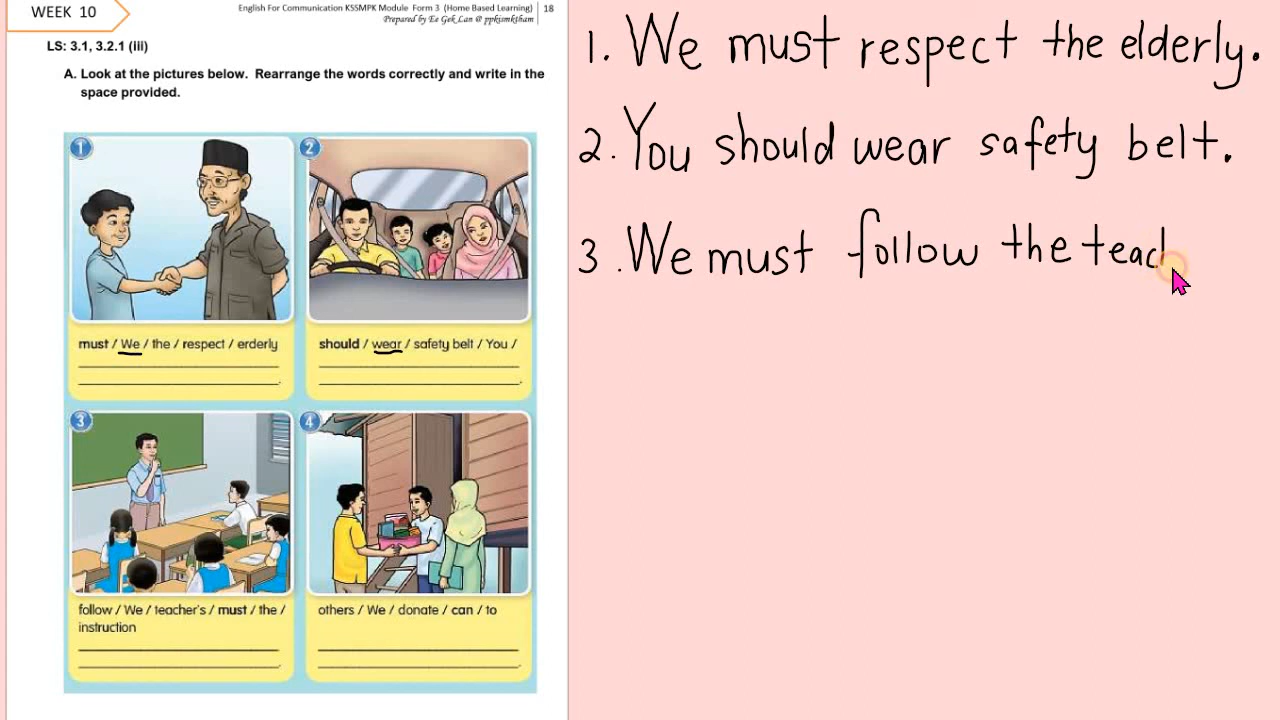 WEEK 10
English For Communication KSSMPK Module Form 3 (Home Based Learning) | 18
Prepared by Ee Gek Lan @ ppkismktham
LS: 3.1, 3.2.1 (iii)
A. Look at the pictures below. Rearrange the words correctly and write in the
space provided.
1
must / We / the / respect / erderly
2
should / wear / safety belt / You /
3
follow / We / teacher's / must / the /
instruction
4
others / We / donate / can / to
1. We must respect the elderly.
2. You should wear safety belt.
3. We must follow the teac